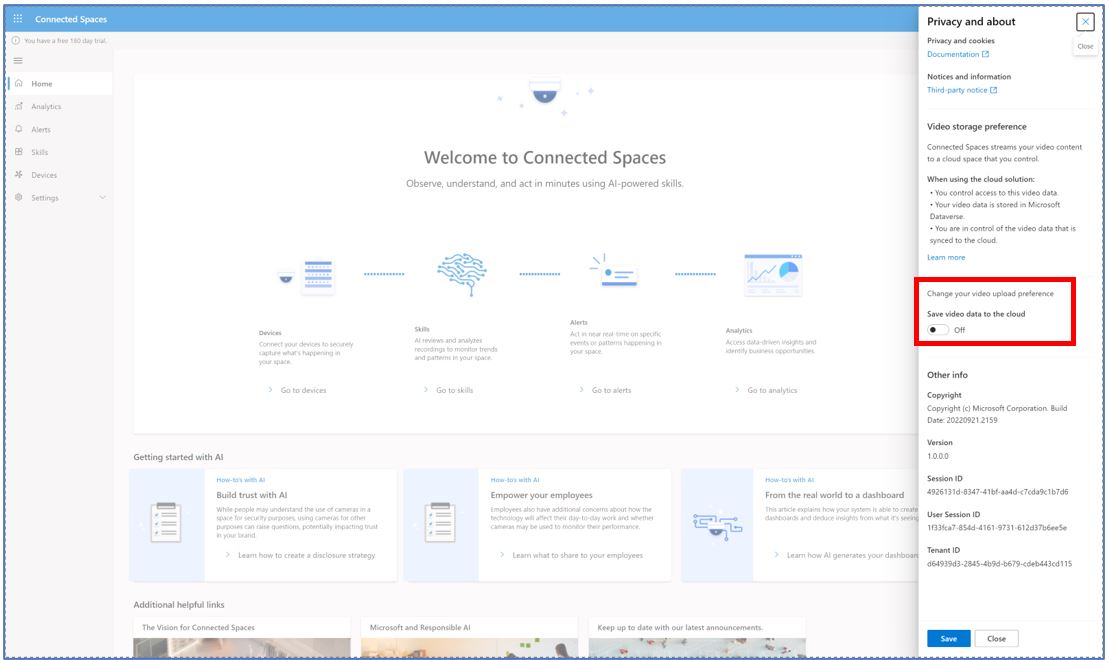 Connected Spaces
You have a free 180 day trial.
Home
Analytics
Alerts
Skills
Devices
Settings
Welcome to Connected Spaces
Observe, understand, and act in minutes using AI-powered skills.
Devices
Connect your devices to securely
capture what's happening in
your space.
Go to devices
Skills
AI reviews and analyzes
recordings to monitor trends
and patterns in your space.
Go to skills
Alerts
Act in near real-time on specific
events or patterns happening in
your space.
Go to alerts
Analytics
Access data-driven insights and
identify business opportunities.
Go to analytics
Getting started with AI
How-to's with AI
Build trust with AI
While people may understand the use of cameras in a
space for security purposes, using cameras for other
purposes can raise questions, potentially impacting trust
in your brand.
Learn how to create a disclosure strategy
How-to's with AI
Empower your employees
Employees also have additional concerns about how the
technology will affect their day-to-day work and whether
cameras may be used to monitor their performance.
Learn what to share to your employees
How-to's with AI
From the real world to a dashboard
This article explains how your system is able to create
dashboards and deduce insights from what it's seeing
Learn how AI generates your dashboar
Additional helpful links
The Vision for Connected Spaces
Microsoft and Responsible AI
Keep up to date with our latest announcements.
Privacy and about
Close
Privacy and cookies
Documentation
Notices and information
Third-party notice
Video storage preference
Connected Spaces streams your video content
to a cloud space that you control.
When using the cloud solution:
• You control access to this video data.
• Your video data is stored in Microsoft
Dataverse.
• You are in control of the video data that is
synced to the cloud.
Learn more
Change your video upload preference
Save video data to the cloud
Off
Other info
Copyright
Copyright (c) Microsoft Corporation. Build
Date: 20220921.2159
Version
1.0.0.0
Session ID
4926131d-8347-41bf-aa4d-c7cda9c1b7d6
User Session ID
1f33fca7-854d-4161-9731-612d37b6ee5e
Tenant ID
d64939d3-2845-4b9d-b679-cdeb443cd115
Save
Close